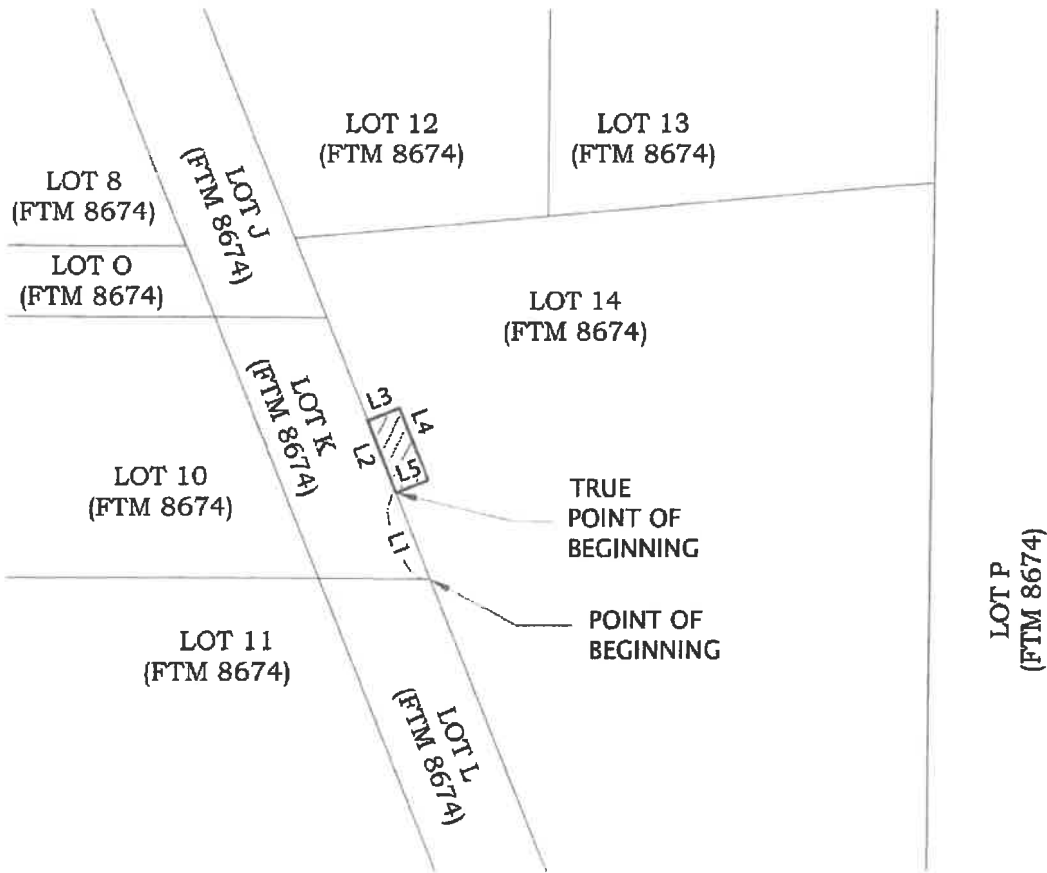 LOT 12
(FTM 8674)
LOT 13
(FTM 8674)
LOT J
(FTM 8674)
LOT 8
(FTM 8674)
LOT O
(FTM 8674)
LOT 14
(FTM 8674)
LOT K
(FTM 8674)
L3
L4
L2
L5
LOT 10
(FTM 8674)
TRUE
POINT OF
BEGINNING
L1
LOT P
(FTM 8674)
POINT OF
BEGINNING
LOT 11
(FTM 8674)
LOT L
(FTM 8674)